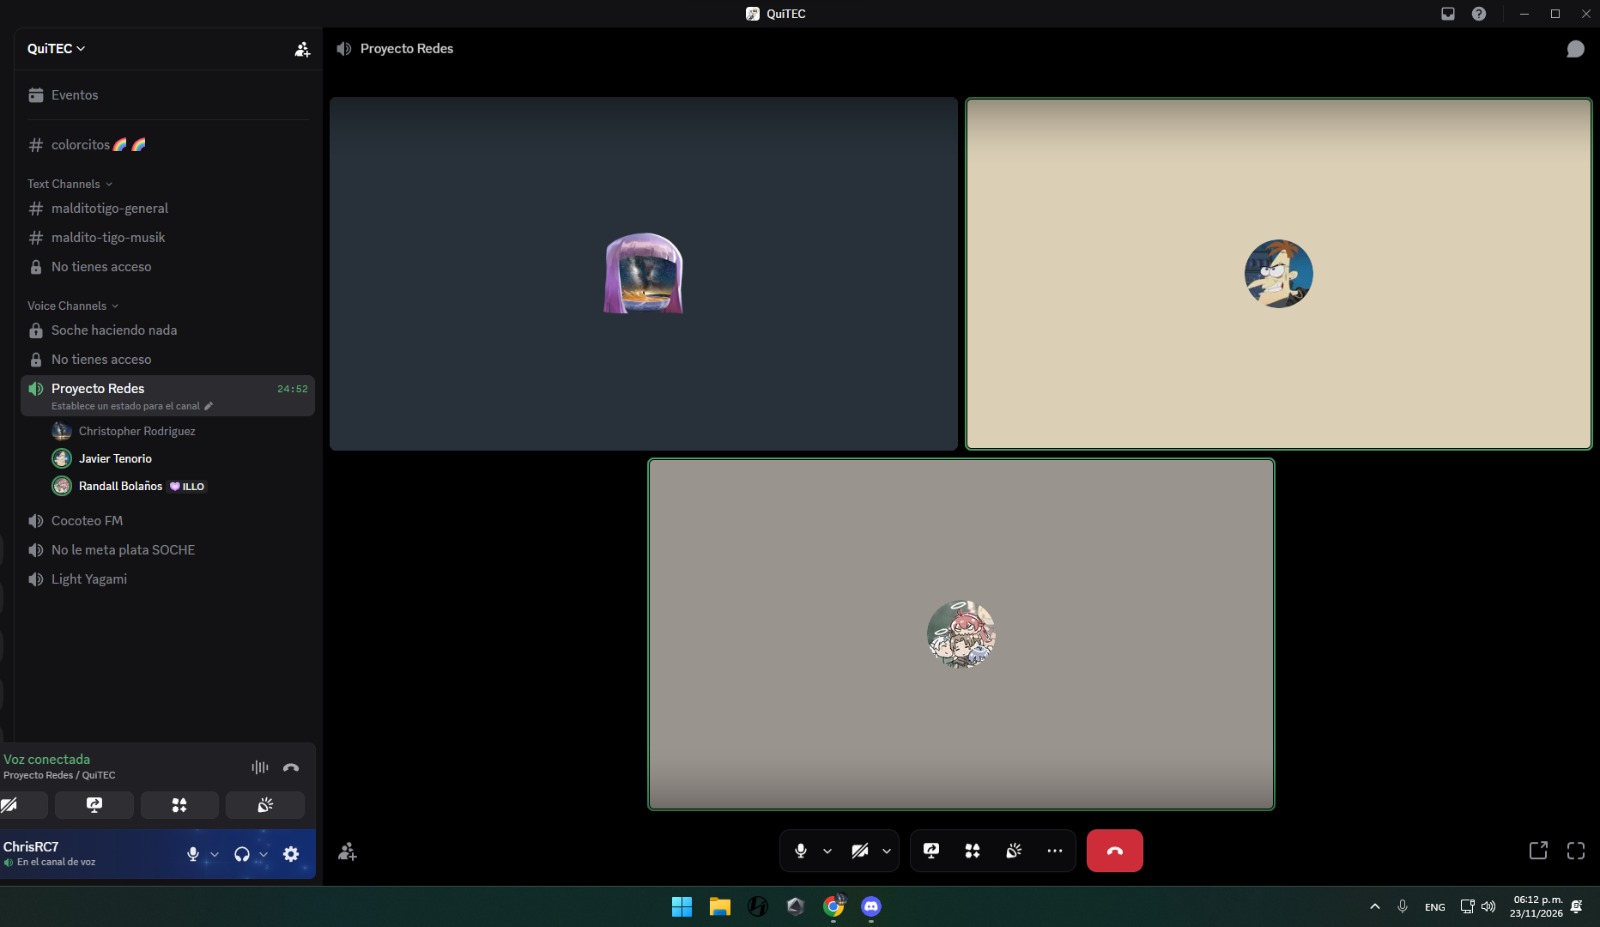 QuiTEC
QuiTEC
Proyecto Redes
Eventos
colorcitos
Text Channels
malditotigo-general
maldito-tigo-musik
No tienes acceso
Voice Channels
Soche haciendo nada
No tienes acceso
Proyecto Redes 24:52
Establece un estado para el canal
Christopher Rodriguez
Javier Tenorio
Randall Bolaños ILLO
Cocoteo FM
No le meta plata SOCHE
Light Yagami
Voz conectada
Proyecto Redes / QuiTEC
ChrisRC7
En el canal de voz
ENG
06:12 p.m.
23/11/2026